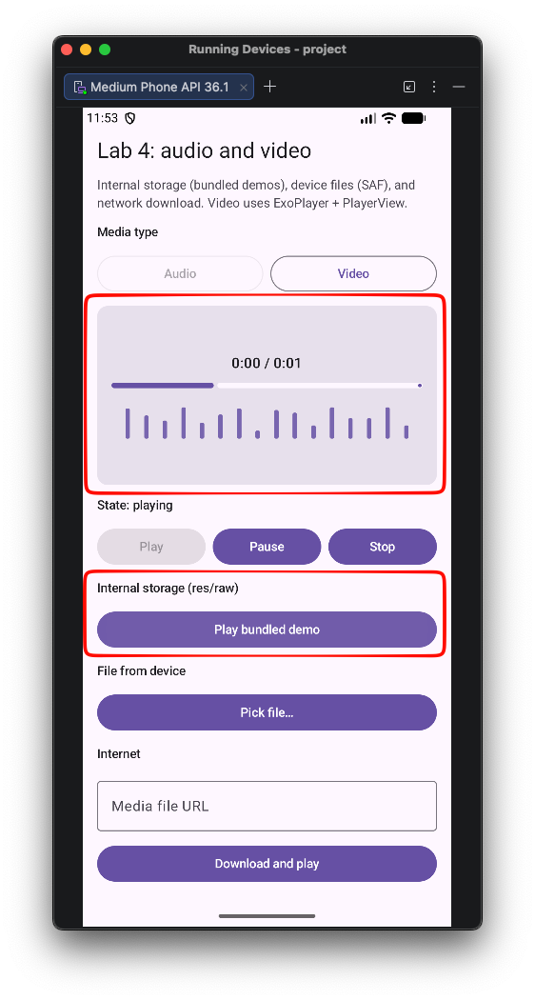 Running Devices - project
Medium Phone API 36.1
11:53
Lab 4: audio and video
Internal storage (bundled demos), device files (SAF), and
network download. Video uses ExoPlayer + PlayerView.
Media type
Audio Video
0:00 / 0:01
State: playing
Play Pause Stop
Internal storage (res/raw)
Play bundled demo
File from device
Pick file...
Internet
Media file URL
Download and play